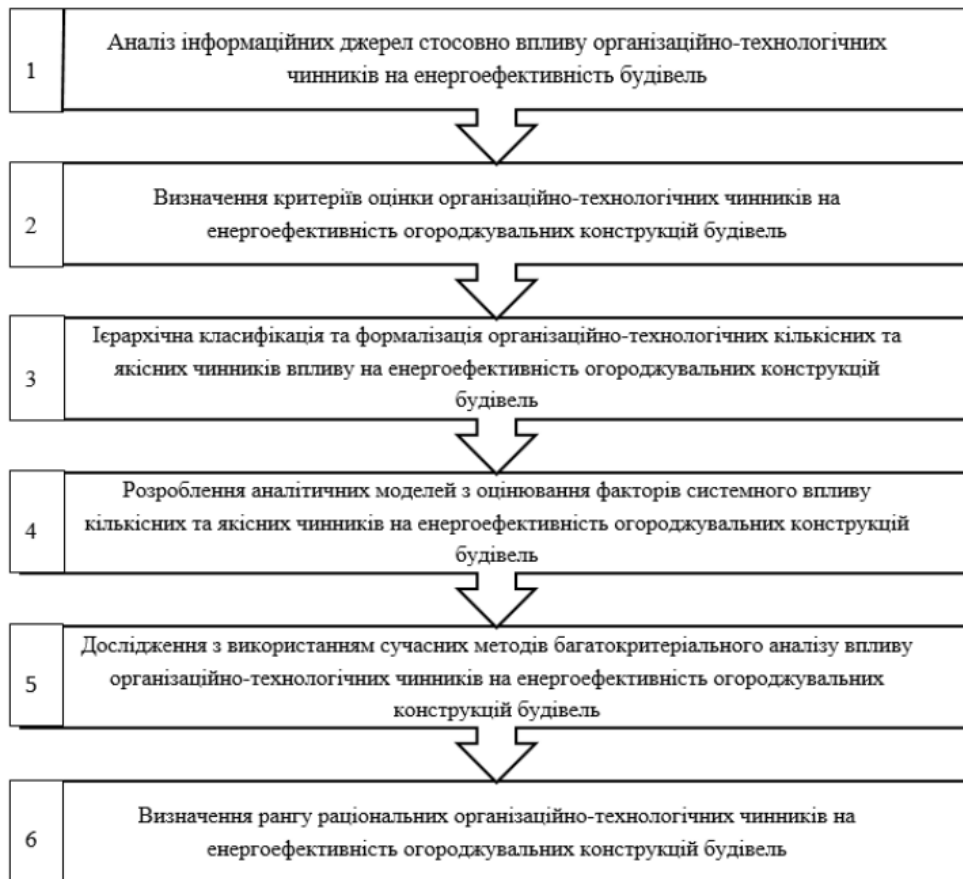 Аналіз інформаційних джерел стосовно впливу організаційно-технологічних
1
чинників на енергоефективність будівель
Визначення критеріїв оцінки організаційно-технологічних чинників на
2
енергоефективність огороджувальних конструкцій будівель
Ієрархічна класифікація та формалізація організаційно-технологічних кількісних та
3
якісних чинників впливу на енергоефективність огороджувальних конструкцій
будівель
Розроблення аналітичних моделей з оцінювання факторів системного впливу
4
кількісних та якісних чинників на енергоефективність огороджувальних конструкцій
будівель
Дослідження з використанням сучасних методів багатокритеріального аналізу впливу
5
організаційно-технологічних чинників на енергоефективність огороджувальних
конструкцій будівель
Визначення рангу раціональних організаційно-технологічних чинників на
6
енергоефективність огороджувальних конструкцій будівель